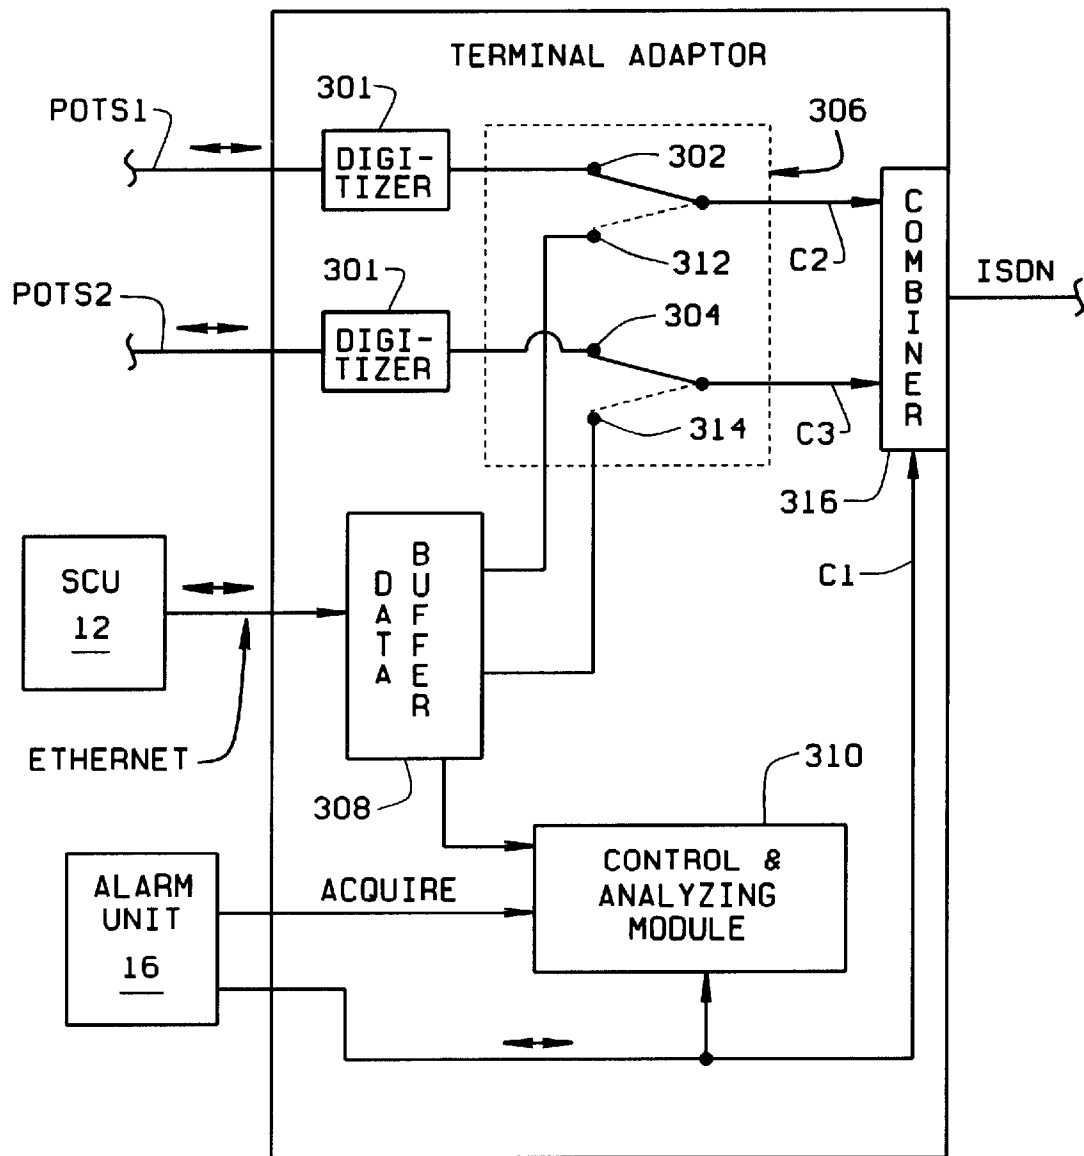 TERMINAL ADAPTOR
POTS1
301
DIGI-
TIZER
302
306
312
C2
COMBINER
ISDN
POTS2
301
DIGI-
TIZER
304
314
C3
316
C1
SCU
12
DATA
BUFFER
ETHERNET
308
310
ALARM
UNIT
16
ACQUIRE
CONTROL &
ANALYZING
MODULE